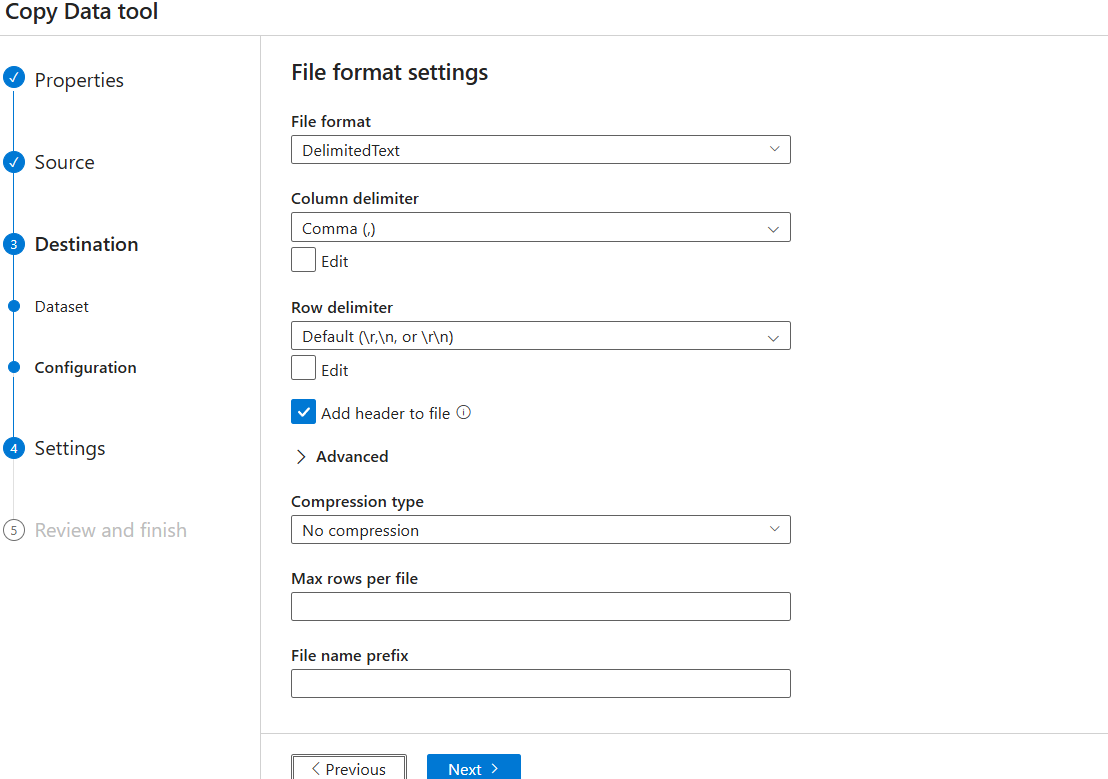 Copy Data tool
Properties
Source
3 Destination
Dataset
Configuration
4 Settings
5 Review and finish
File format settings
File format
DelimitedText
Column delimiter
Comma (,)
Edit
Row delimiter
Default (\r,\n, or \r\n)
Edit
Add header to file
Advanced
Compression type
No compression
Max rows per file
File name prefix
Previous
Next